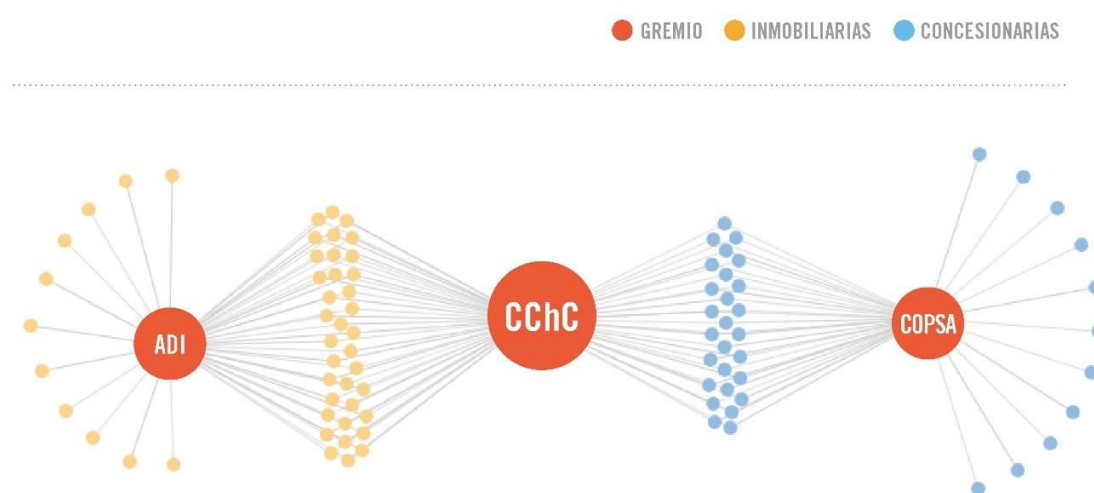 GREMIO INMOBILIARIAS CONCESIONARIAS
ADI
CChC
COPSA